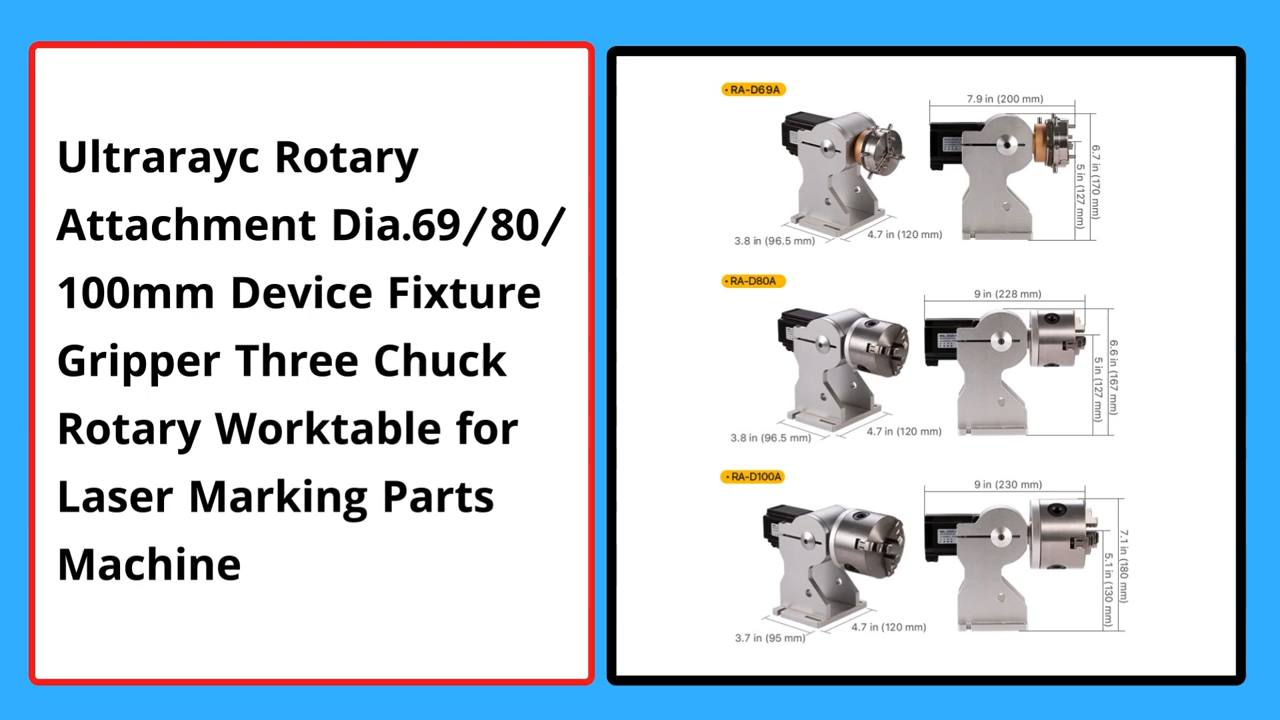 Ultrarayc Rotary
Attachment Dia.69/80/
100mm Device Fixture
Gripper Three Chuck
Rotary Worktable for
Laser Marking Parts
Machine
• RA-D69A
7.9 in (200 mm)
6.7 in (170 mm)
5 in (127 mm)
3.8 in (96.5 mm)
4.7 in (120 mm)
• RA-D80A
9 in (228 mm)
6.6 in (167 mm)
5 in (127 mm)
3.8 in (96.5 mm)
4.7 in (120 mm)
• RA-D100A
9 in (230 mm)
7.1 in (180 mm)
5.1 in (130 mm)
3.7 in (95 mm)
4.7 in (120 mm)